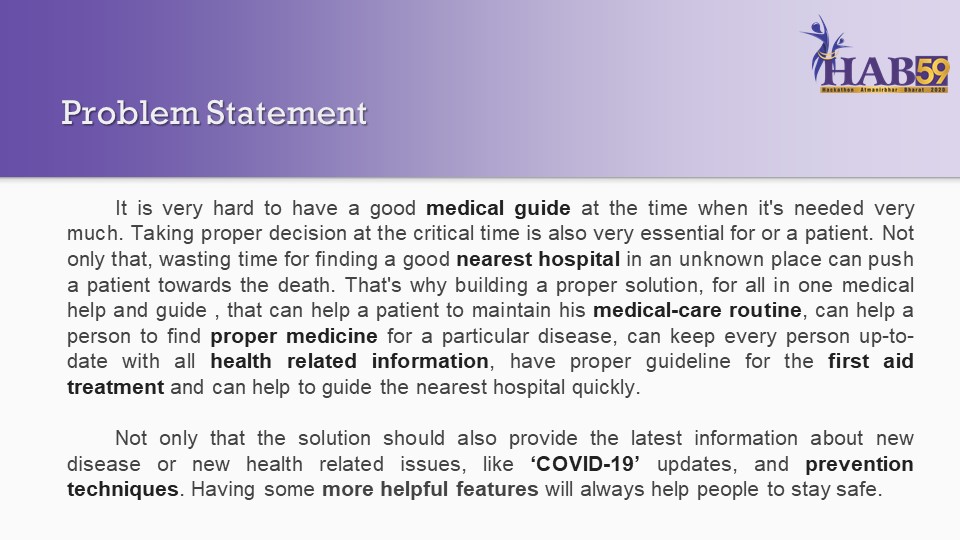 HAB59
Hackathon Atmanirbhar Bharat 2020
Problem Statement
It is very hard to have a good medical guide at the time when it's needed very
much. Taking proper decision at the critical time is also very essential for or a patient. Not
only that, wasting time for finding a good nearest hospital in an unknown place can push
a patient towards the death. That's why building a proper solution, for all in one medical
help and guide , that can help a patient to maintain his medical-care routine, can help a
person to find proper medicine for a particular disease, can keep every person up-to-
date with all health related information, have proper guideline for the first aid
treatment and can help to guide the nearest hospital quickly.
Not only that the solution should also provide the latest information about new
disease or new health related issues, like ‘COVID-19’ updates, and prevention
techniques. Having some more helpful features will always help people to stay safe.